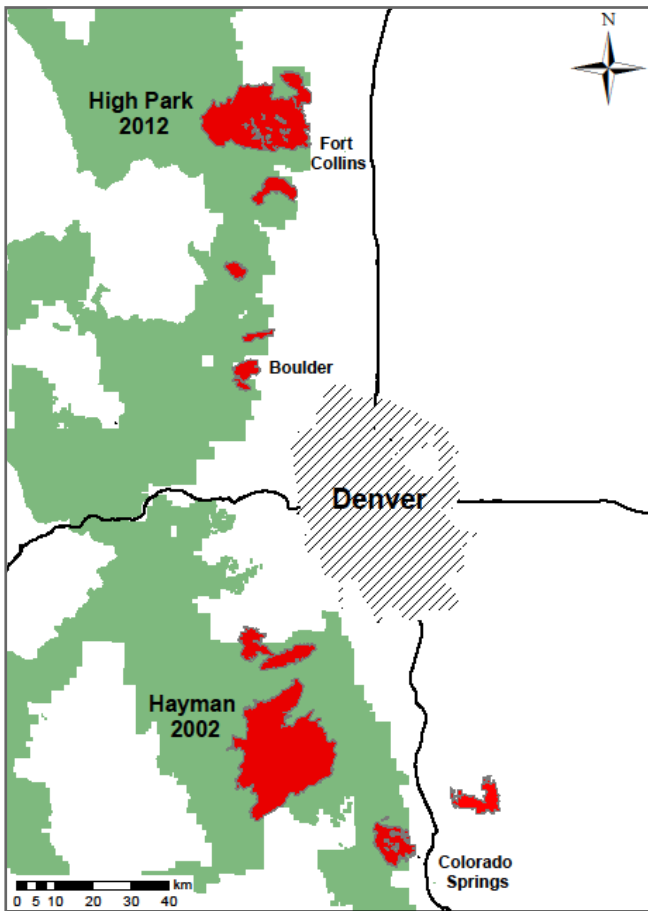 N
High Park
2012
Fort
Collins
Boulder
Denver
Hayman
2002
Colorado
Springs
km
0 5 10 20 30 40